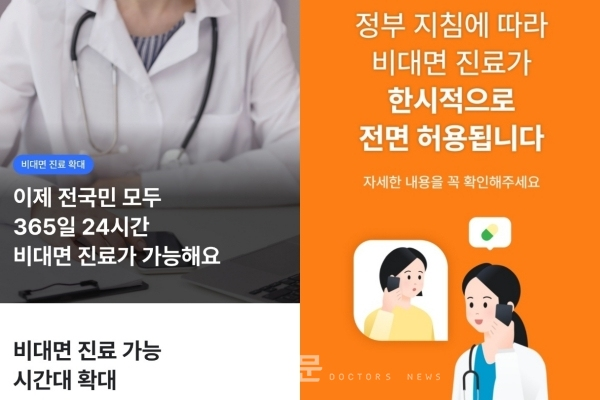 비대면 진료 확대
이제 전국민 모두
365일 24시간
비대면 진료가 가능해요
비대면 진료 가능
시간대 확대
정부 지침에 따라
비대면 진료가
한시적으로
전면 허용됩니다
자세한 내용을 꼭 확인해주세요
문 DOCTORS NEWS